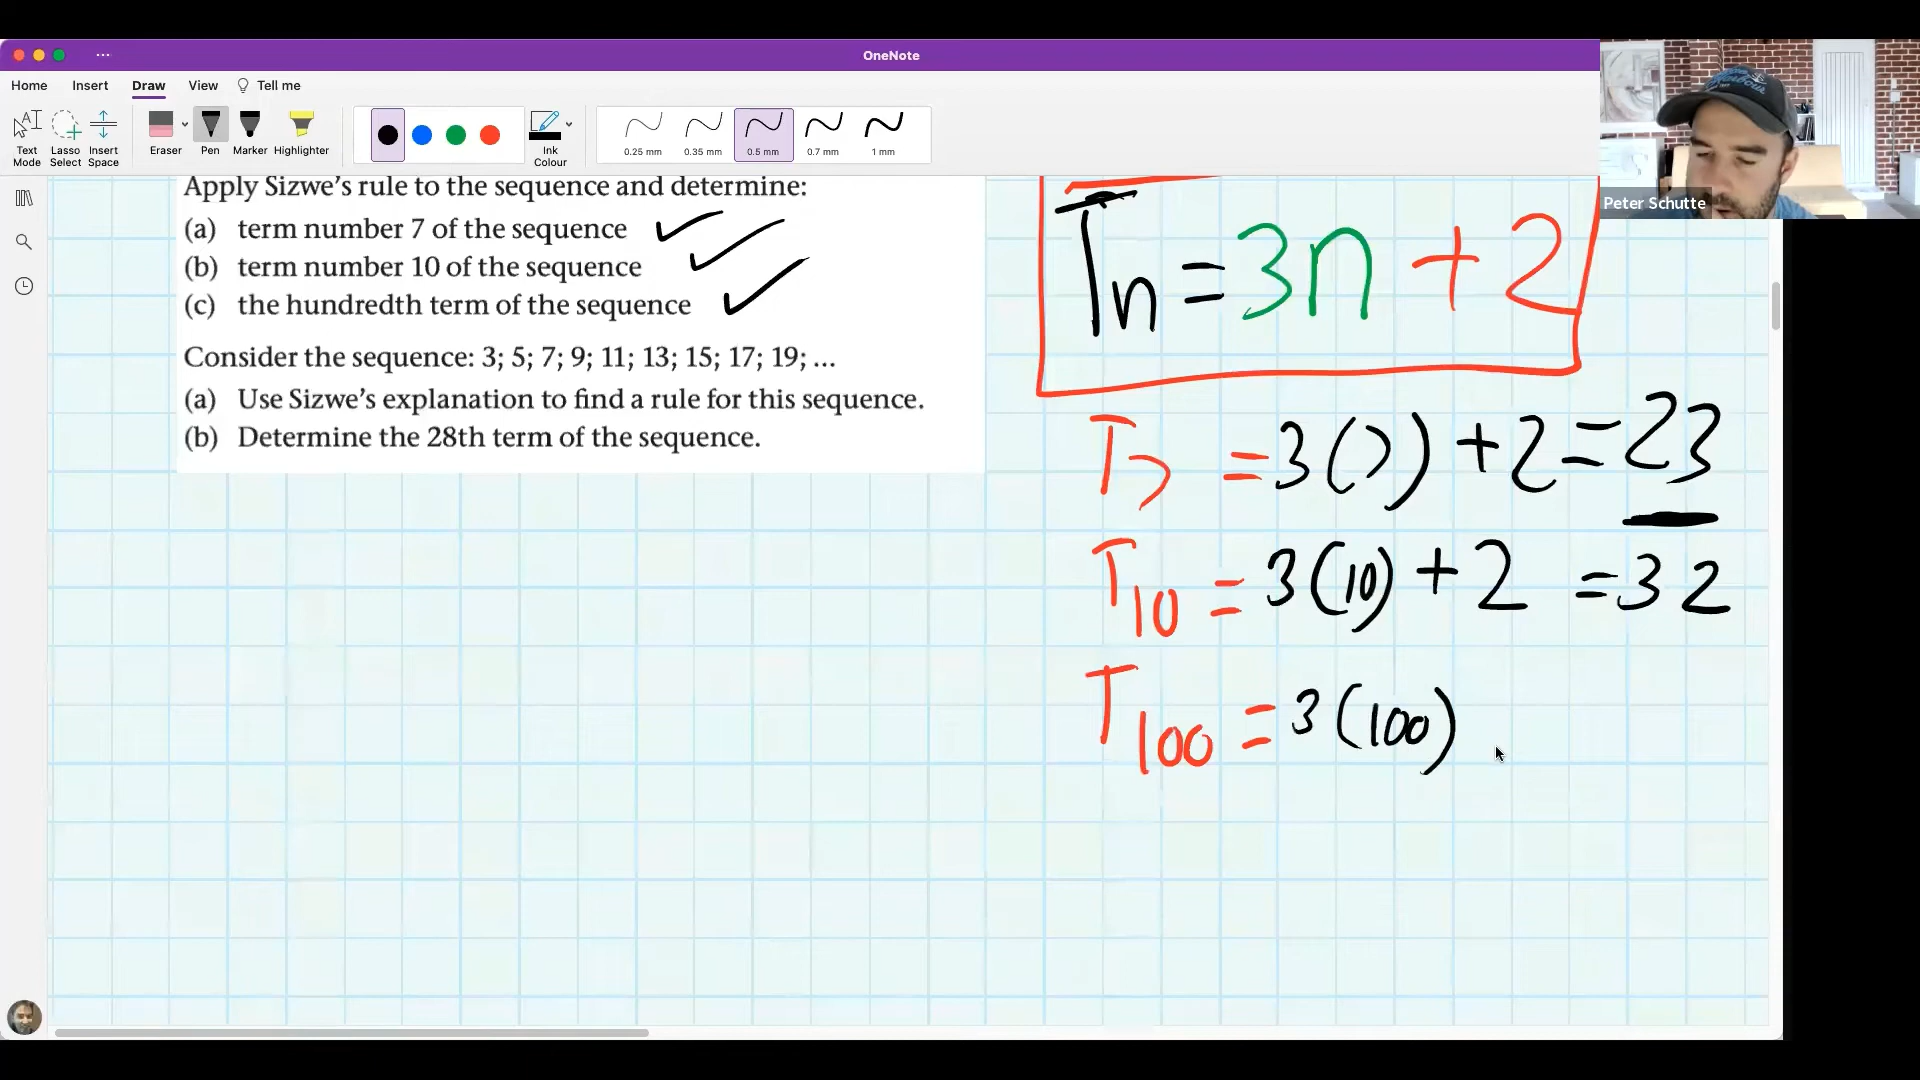 OneNote
Home Insert Draw View Tell me
Text Mode
Lasso Select
Insert Space
Eraser
Pen
Marker
Highlighter
Ink Colour
0.25 mm
0.35 mm
0.5 mm
0.7 mm
1 mm
Peter Schutte
Apply Sizwe’s rule to the sequence and determine:
(a) term number 7 of the sequence
(b) term number 10 of the sequence
(c) the hundredth term of the sequence
Consider the sequence: 3; 5; 7; 9; 11; 13; 15; 17; 19; ...
(a) Use Sizwe’s explanation to find a rule for this sequence.
(b) Determine the 28th term of the sequence.
Tn = 3n + 2
T7 = 3(7) + 2 = 23
T10 = 3(10) + 2 = 32
T100 = 3(100)